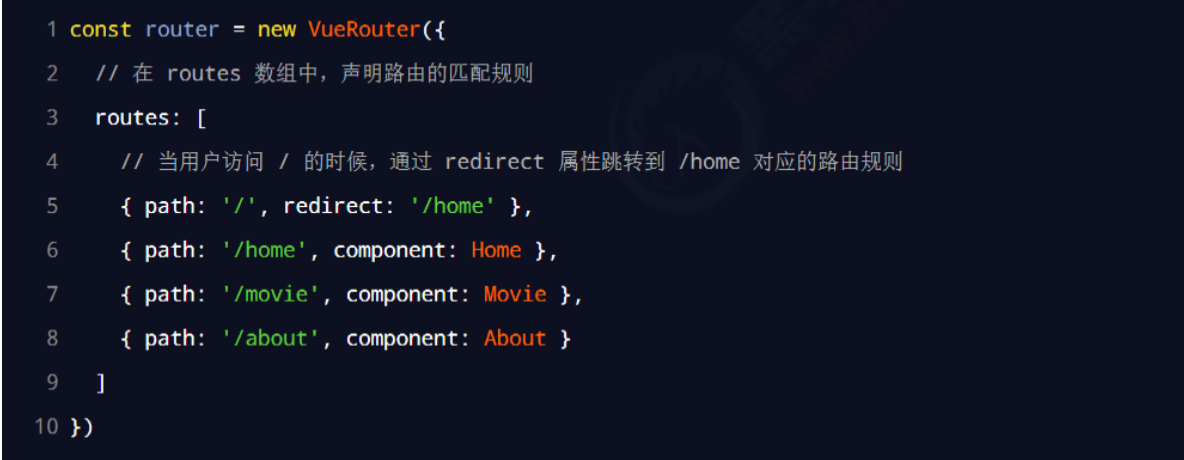 1 const router = new VueRouter({
2 // 在 routes 数组中，声明路由的匹配规则
3 routes: [
4 // 当用户访问 / 的时候，通过 redirect 属性跳转到 /home 对应的路由规则
5 { path: '/', redirect: '/home' },
6 { path: '/home', component: Home },
7 { path: '/movie', component: Movie },
8 { path: '/about', component: About }
9 ]
10 })